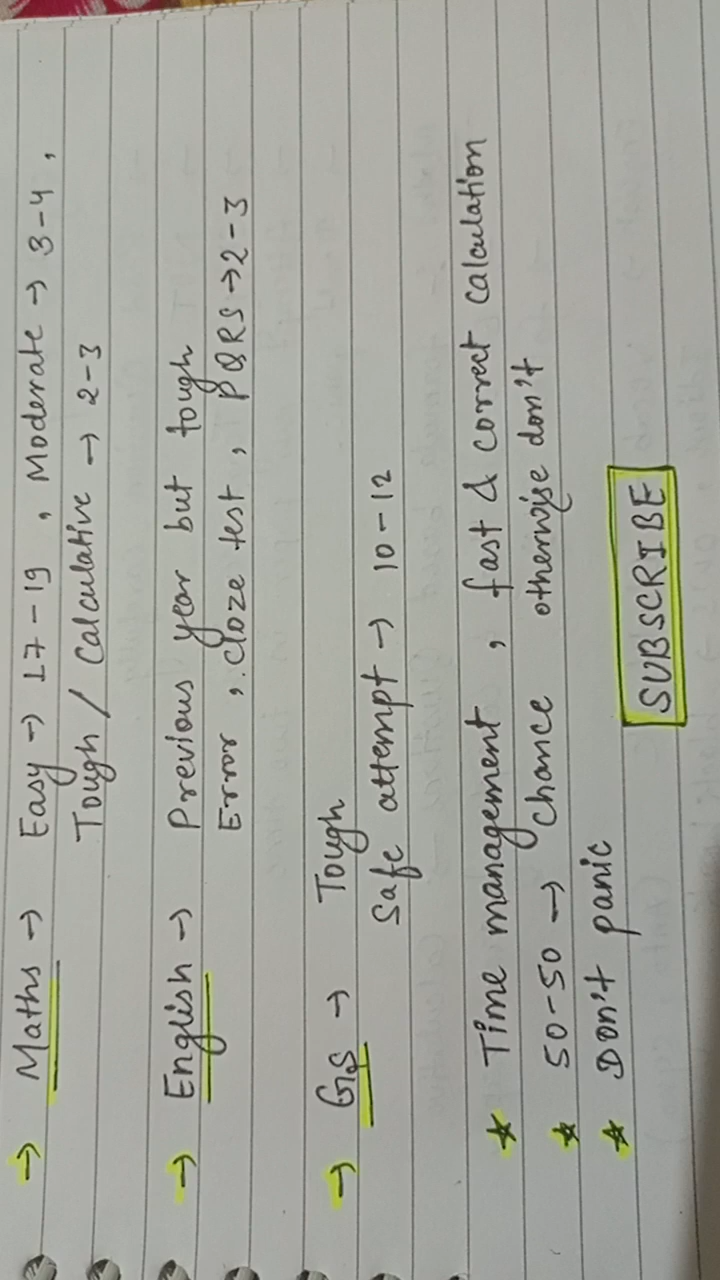 → Maths → Easy → 17-19 , Moderate → 3-4 ,
Tough / Calculative → 2-3
→ English → Previous year but tough
Error , cloze test , PQRS → 2-3
→ GS → Tough
Safe attempt → 10-12
★ Time management , fast & correct calculation
★ 50-50 → Chance otherwise don't
★ Don't panic
SUBSCRIBE